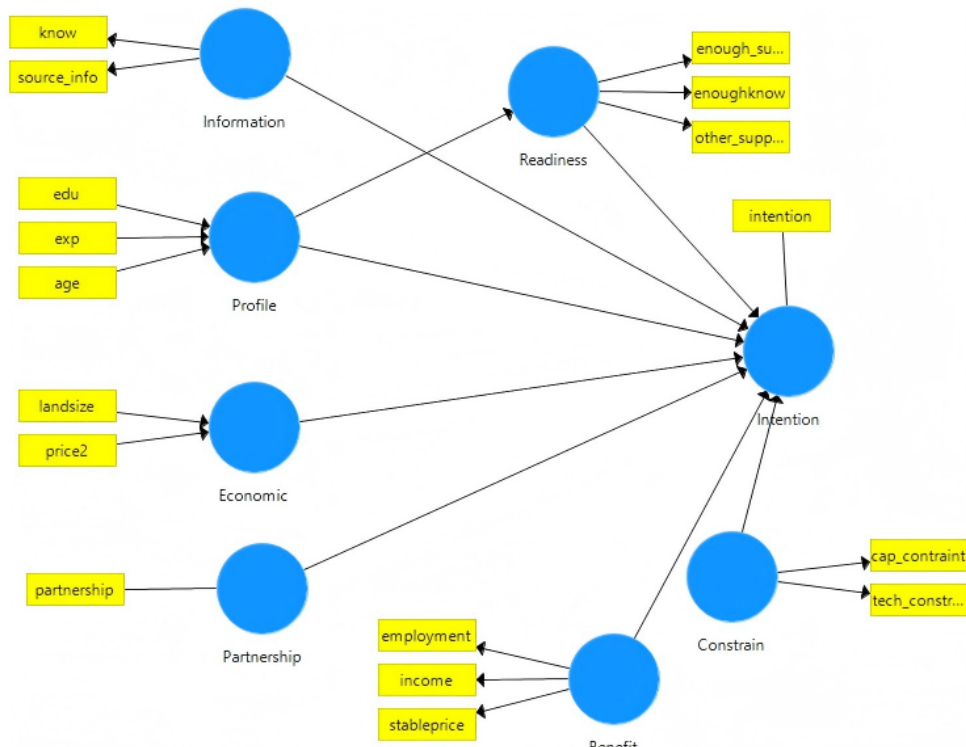 know
source_info
Information
enough_su...
enoughknow
other_supp...
Readiness
edu
exp
age
Profile
intention
Intention
landsize
price2
Economic
partnership
Partnership
cap_contraint
tech_constr...
Constrain
employment
income
stableprice
Benefit